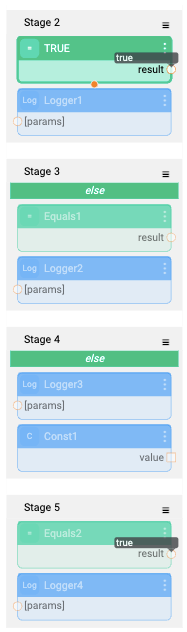 Stage 2
= TRUE
true
result
Log Logger1
[params]
Stage 3
else
= Equals1
result
Log Logger2
[params]
Stage 4
else
Log Logger3
[params]
C Const1
value
Stage 5
= Equals2
true
result
Log Logger4
[params]